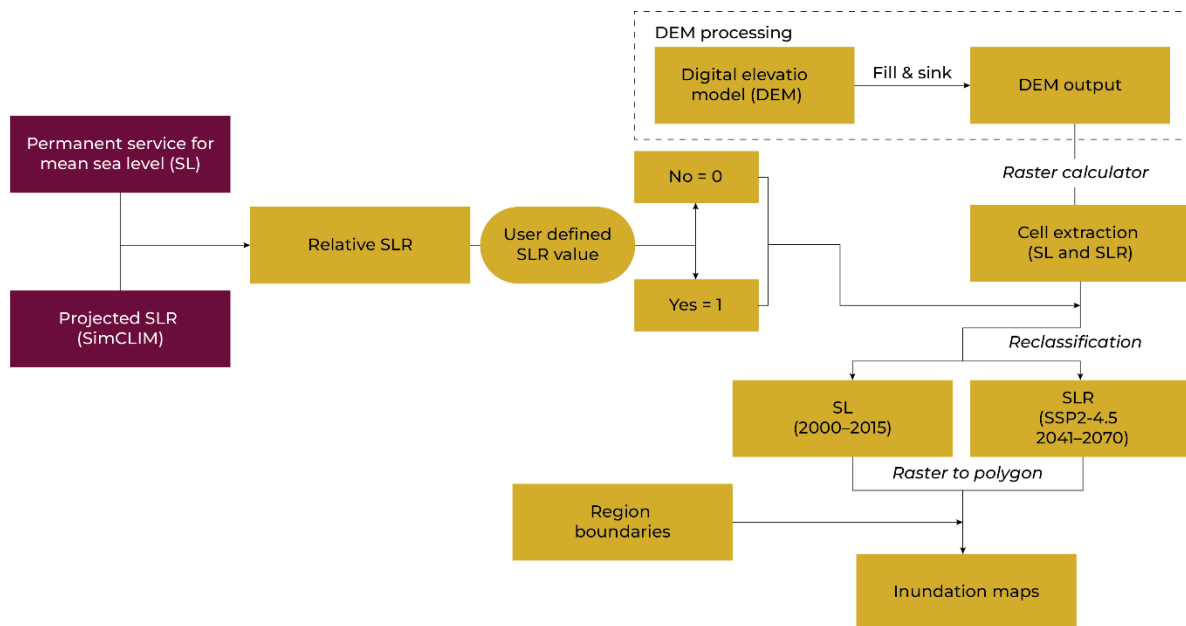 DEM processing
Digital elevatio
model (DEM)
Fill & sink
DEM output
Permanent service for
mean sea level (SL)
No = 0
Raster calculator
Relative SLR
User defined
SLR value
Cell extraction
(SL and SLR)
Projected SLR
(SimCLIM)
Yes = 1
Reclassification
SL
(2000–2015)
SLR
(SSP2-4.5
2041–2070)
Raster to polygon
Region
boundaries
Inundation maps